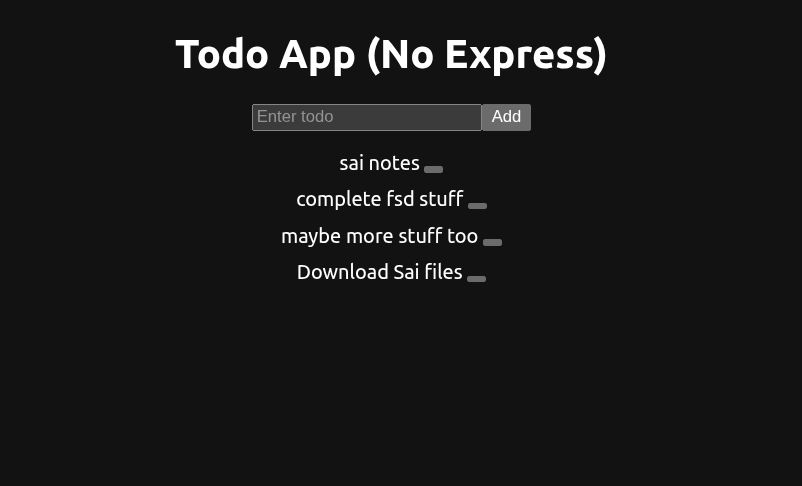 Todo App (No Express)
Enter todo Add
sai notes
complete fsd stuff
maybe more stuff too
Download Sai files